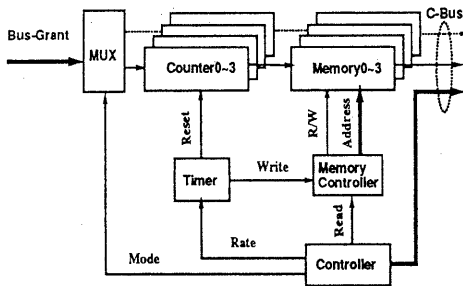 C-Bus
Bus-Grant
MUX
Counter0~3
Memory0~3
Reset
R/W
Address
Timer
Write
Memory
Controller
Read
Rate
Mode
Controller